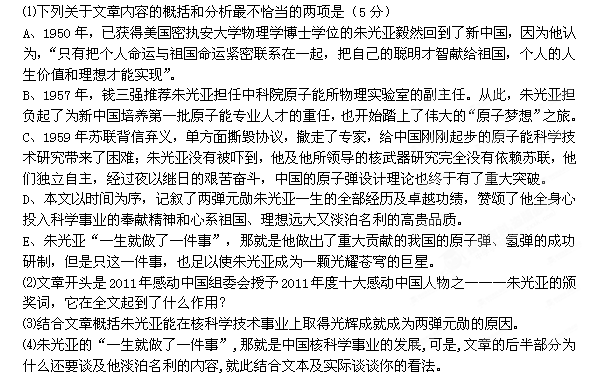 ⑴下列关于文章内容的概括和分析最不恰当的两项是（5 分）
A、1950 年，已获得美国密执安大学物理学博士学位的朱光亚毅然回到了新中国，因为他认
为，“只有把个人命运与祖国命运紧密联系在一起，把自己的聪明才智献给祖国，个人的人
生价值和理想才能实现”。
B、1957 年，钱三强推荐朱光亚担任中科院原子能所物理实验室的副主任。从此，朱光亚担
负起了为新中国培养第一批原子能专业人才的重任，也开始踏上了伟大的“原子梦想”之旅。
C、1959 年苏联背信弃义，单方面撕毁协议，撤走了专家，给中国刚刚起步的原子能科学技
术研究带来了困难；朱光亚没有被吓到，他及他所领导的核武器研究完全没有依赖苏联，他
们独立自主，经过夜以继日的艰苦奋斗，中国的原子弹设计理论也终于有了重大突破。
D、本文以时间为序，记叙了两弹元勋朱光亚一生的全部经历及卓越功绩，赞颂了他全身心
投入科学事业的奉献精神和心系祖国、理想远大又淡泊名利的高贵品质。
E、朱光亚“一生就做了一件事”，那就是他做出了重大贡献的我国的原子弹、氢弹的成功
研制，但是只这一件事，也足以使朱光亚成为一颗光耀苍穹的巨星。
⑵文章开头是 2011 年感动中国组委会授予 2011 年度十大感动中国人物之一———朱光亚的颁
奖词，它在全文起到了什么作用？
⑶结合文章概括朱光亚能在核科学技术事业上取得光辉成就成为两弹元勋的原因。
⑷朱光亚的“一生就做了一件事”,那就是中国核科学事业的发展,可是,文章的后半部分为
什么还要谈及他淡泊名利的内容,就此结合文本及实际谈谈你的看法。